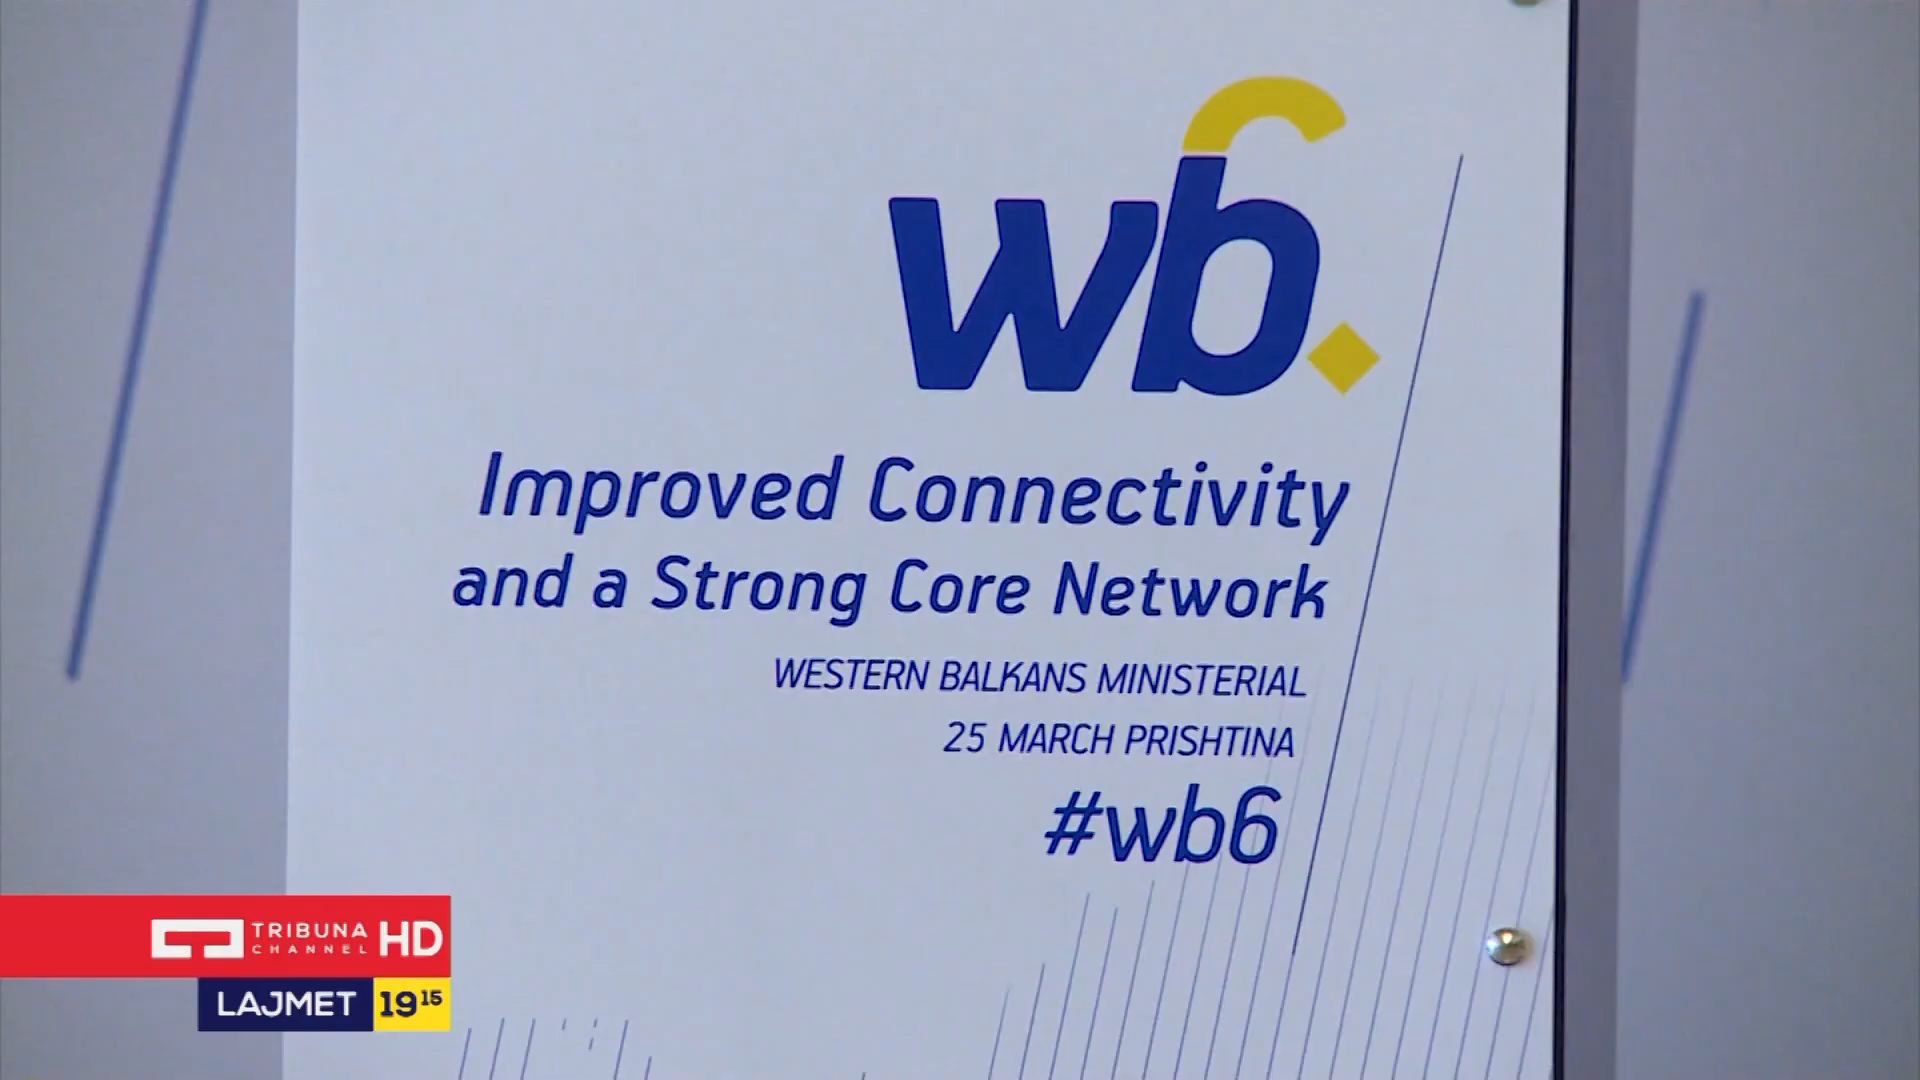 wb6.
Improved Connectivity
and a Strong Core Network
WESTERN BALKANS MINISTERIAL
25 MARCH PRISHTINA
#wb6
TRIBUNA
CHANNEL
HD
LAJMET 19 15